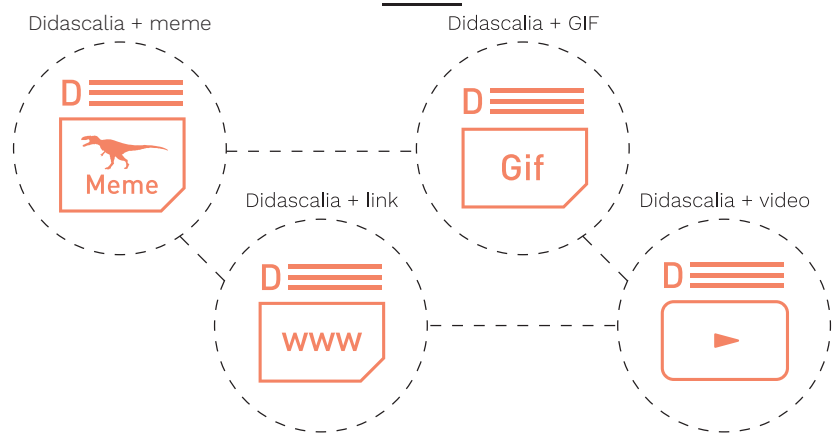 Didascalia + meme
Didascalia + GIF
D
Meme
D
Gif
Didascalia + link
Didascalia + video
D
www
D